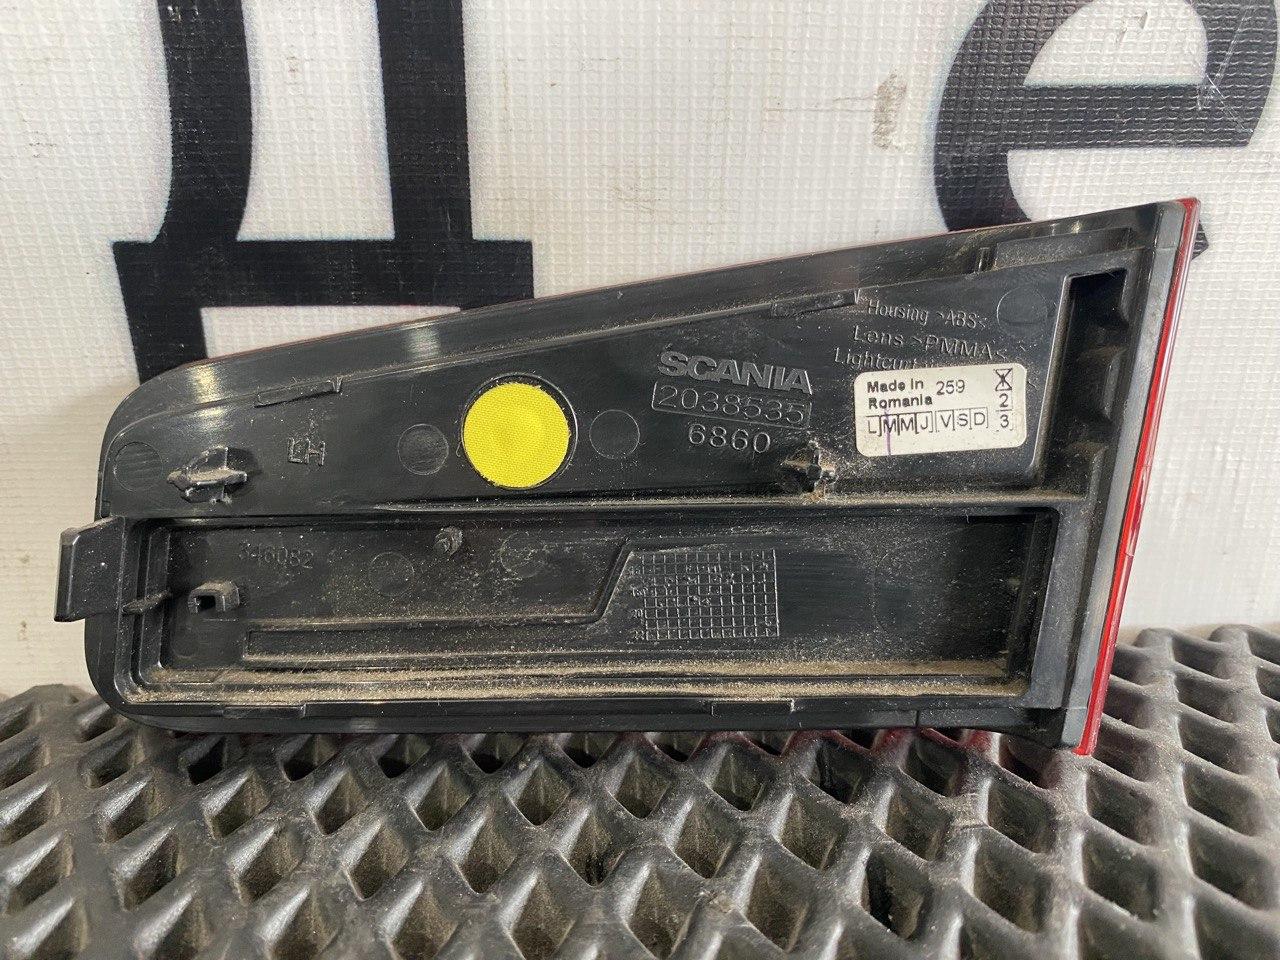 Д е
Housing >ABS<
Lens >PMMA<
SCANIA
2038535
6860
Made in
Romania
259
2
3
L M M J V S D
LH
346082